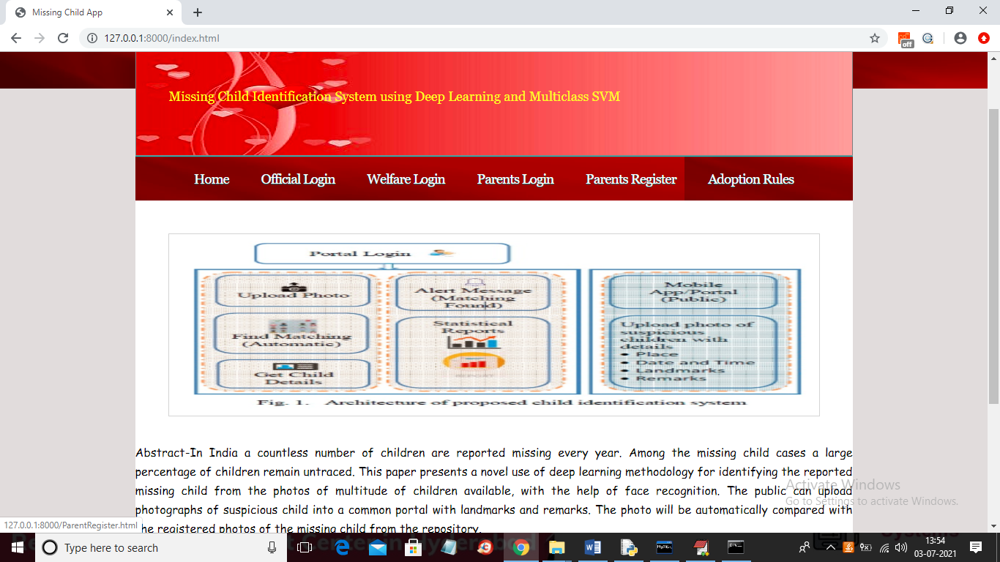 Missing Child App
127.0.0.1:8000/index.html
off
Missing Child Identification System using Deep Learning and Multiclass SVM
Home Official Login Welfare Login Parents Login Parents Register Adoption Rules
Portal Login
Upload Photo
Find Matching
(Automatic)
Get Child
Details
Alert Message
(Matching
Found)
Statistical
Reports
Mobile
App/Portal
(Public)
Upload photo of
suspicious
children with
details
• Place
• Date and Time
• Landmarks
• Remarks
Fig. 1. Architecture of proposed child identification system
Abstract-In India a countless number of children are reported missing every year. Among the missing child cases a large
percentage of children remain untraced. This paper presents a novel use of deep learning methodology for identifying the reported
missing child from the photos of multitude of children available, with the help of face recognition. The public can upload
photographs of suspicious child into a common portal with landmarks and remarks. The photo will be automatically compared with
the registered photos of the missing child from the repository.
Activate Windows
Go to Settings to activate Windows.
127.0.0.1:8000/ParentRegister.html
Type here to search
13:54
03-07-2021